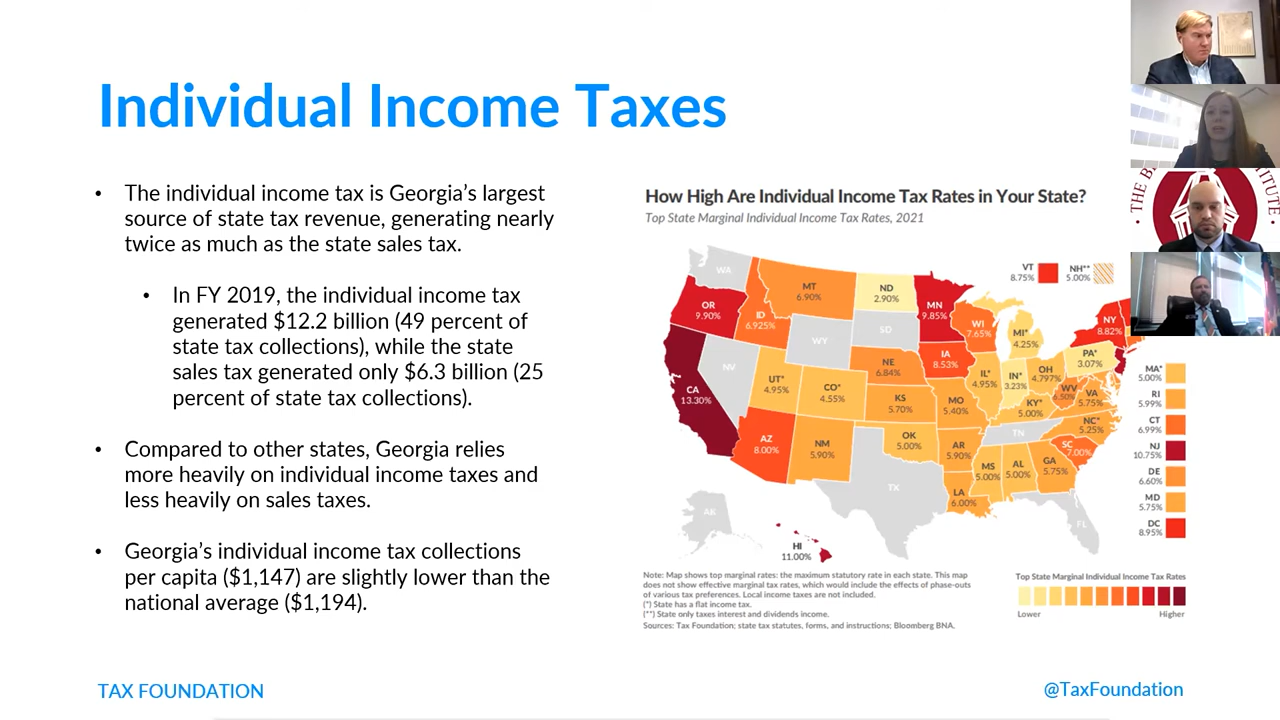 Individual Income Taxes
• The individual income tax is Georgia's largest
source of state tax revenue, generating nearly
twice as much as the state sales tax.
• In FY 2019, the individual income tax
generated $12.2 billion (49 percent of
state tax collections), while the state
sales tax generated only $6.3 billion (25
percent of state tax collections).
• Compared to other states, Georgia relies
more heavily on individual income taxes and
less heavily on sales taxes.
• Georgia's individual income tax collections
per capita ($1,147) are slightly lower than the
national average ($1,194).
How High Are Individual Income Tax Rates in Your State?
Top State Marginal Individual Income Tax Rates, 2021
WA
OR
9.90%
CA
13.30%
NV
ID
6.925%
MT
6.90%
WY
UT*
4.95%
CO*
4.55%
AZ
8.00%
NM
5.90%
ND
2.90%
SD
NE
6.84%
KS
5.70%
OK
5.00%
TX
MN
9.85%
IA
8.53%
MO
5.40%
AR
5.90%
LA
6.00%
WI
7.65%
IL*
4.95%
MI*
4.25%
IN*
3.23%
OH
4.797%
KY*
5.00%
TN
MS
5.00%
AL
5.00%
GA
5.75%
FL
SC
7.00%
NC*
5.25%
VA
5.75%
WV
6.50%
PA*
3.07%
NY
8.82%
VT
8.75%
NH**
5.00%
MA*
5.00%
RI
5.99%
CT
6.99%
NJ
10.75%
DE
6.60%
MD
5.75%
DC
8.95%
AK
HI
11.00%
Note: Map shows top marginal rates: the maximum statutory rate in each state. This map
does not show effective marginal tax rates, which would include the effects of phase-outs
of various tax preferences. Local income taxes are not included.
(*) State has a flat income tax.
(**) State only taxes interest and dividends income.
Sources: Tax Foundation; state tax statutes, forms, and instructions; Bloomberg BNA.
Top State Marginal Individual Income Tax Rates
Lower
Higher
TAX FOUNDATION
@TaxFoundation
• THE B
TUTE •